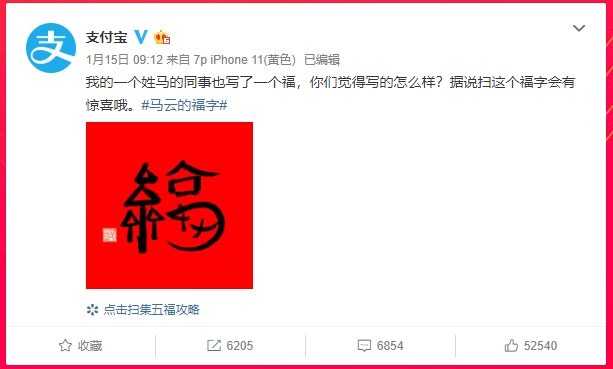 支付宝
1月15日 09:12 来自 7p iPhone 11(黄色) 已编辑
我的一个姓马的同事也写了一个福，你们觉得写的怎么样？据说扫这个福字会有
惊喜哦。#马云的福字#
福
点击扫集五福攻略
收藏
6205
6854
52540